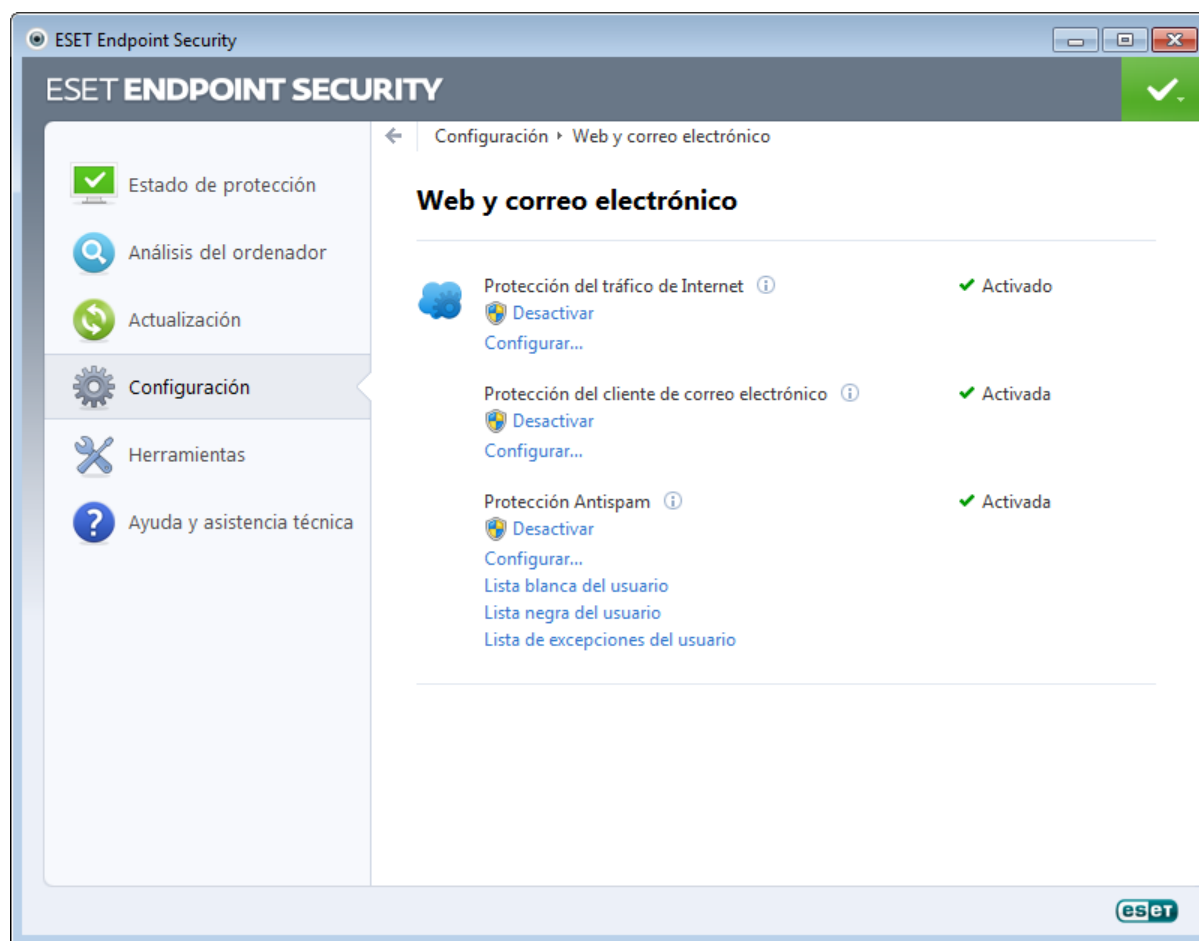 ESET Endpoint Security
ESET ENDPOINT SECURITY
Configuración ▸ Web y correo electrónico
Estado de protección
Análisis del ordenador
Actualización
Configuración
Herramientas
Ayuda y asistencia técnica
Web y correo electrónico
Protección del tráfico de Internet
Activado
Desactivar
Configurar...
Protección del cliente de correo electrónico
Activada
Desactivar
Configurar...
Protección Antispam
Activada
Desactivar
Configurar...
Lista blanca del usuario
Lista negra del usuario
Lista de excepciones del usuario
eset